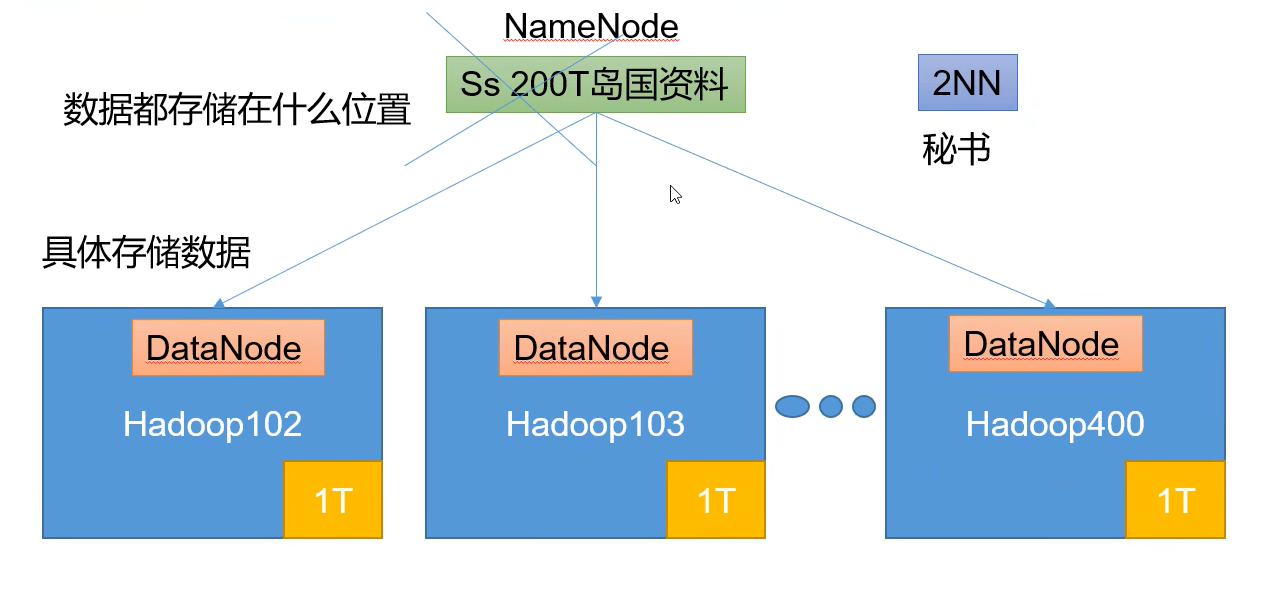 NameNode
Ss 200T岛国资料
2NN
数据都存储在什么位置
秘书
具体存储数据
DataNode
DataNode
DataNode
Hadoop102
Hadoop103
Hadoop400
1T
1T
1T